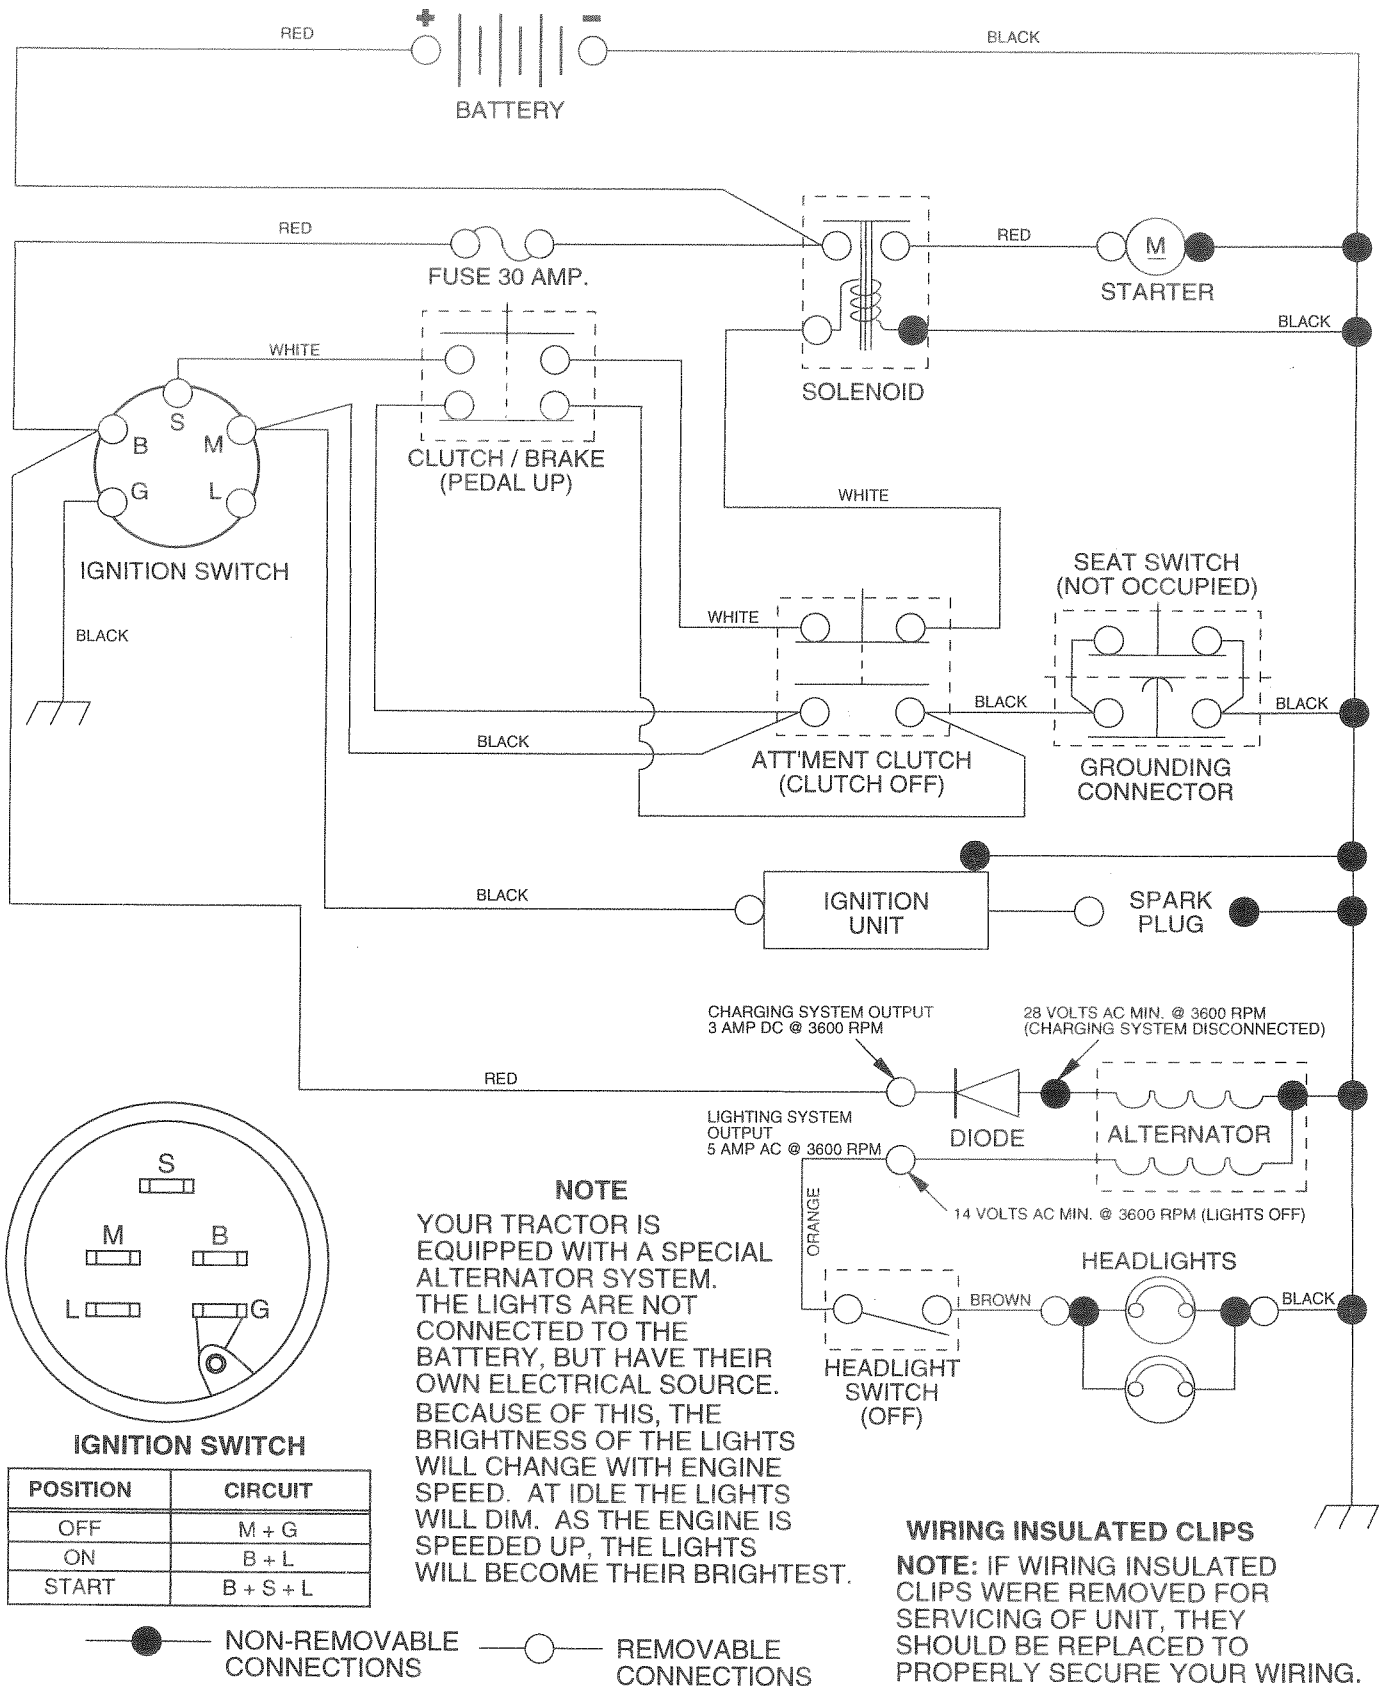 +
−
RED
BLACK
BATTERY
RED
FUSE 30 AMP.
RED
M
STARTER
BLACK
SOLENOID
WHITE
S
B
M
G
L
IGNITION SWITCH
CLUTCH / BRAKE
(PEDAL UP)
WHITE
BLACK
WHITE
SEAT SWITCH
(NOT OCCUPIED)
BLACK
BLACK
BLACK
ATT'MENT CLUTCH
(CLUTCH OFF)
GROUNDING
CONNECTOR
BLACK
IGNITION
UNIT
SPARK
PLUG
CHARGING SYSTEM OUTPUT
3 AMP DC @ 3600 RPM
28 VOLTS AC MIN. @ 3600 RPM
(CHARGING SYSTEM DISCONNECTED)
RED
DIODE
ALTERNATOR
LIGHTING SYSTEM
OUTPUT
5 AMP AC @ 3600 RPM
14 VOLTS AC MIN. @ 3600 RPM (LIGHTS OFF)
ORANGE
HEADLIGHTS
BROWN
BLACK
HEADLIGHT
SWITCH
(OFF)
S
M
B
L
G
IGNITION SWITCH
POSITION CIRCUIT
OFF M + G
ON B + L
START B + S + L
NOTE
YOUR TRACTOR IS
EQUIPPED WITH A SPECIAL
ALTERNATOR SYSTEM.
THE LIGHTS ARE NOT
CONNECTED TO THE
BATTERY, BUT HAVE THEIR
OWN ELECTRICAL SOURCE.
BECAUSE OF THIS, THE
BRIGHTNESS OF THE LIGHTS
WILL CHANGE WITH ENGINE
SPEED. AT IDLE THE LIGHTS
WILL DIM. AS THE ENGINE IS
SPEEDED UP, THE LIGHTS
WILL BECOME THEIR BRIGHTEST.
WIRING INSULATED CLIPS
NOTE: IF WIRING INSULATED
CLIPS WERE REMOVED FOR
SERVICING OF UNIT, THEY
SHOULD BE REPLACED TO
PROPERLY SECURE YOUR WIRING.
NON-REMOVABLE
CONNECTIONS
REMOVABLE
CONNECTIONS